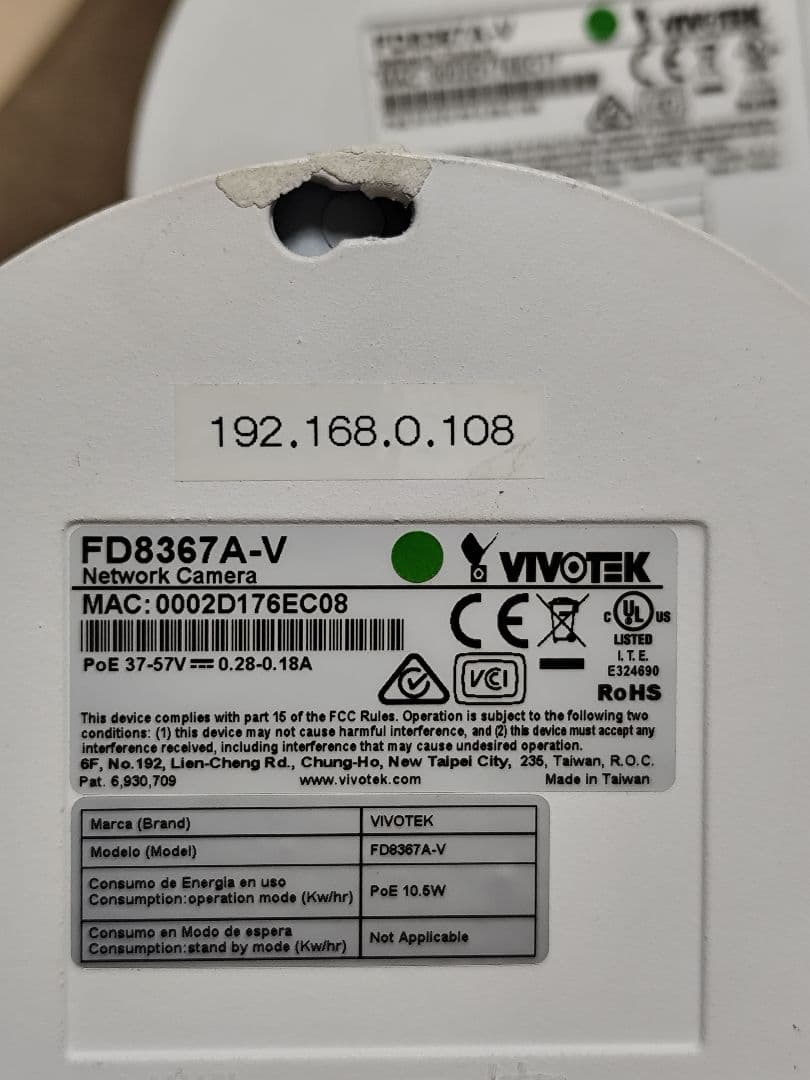 FD8367A-V
VIVOTEK
192.168.0.108
FD8367A-V
VIVOTEK
Network Camera
MAC:0002D176EC08
CE
C UL US
LISTED
I.T.E.
E324690
PoE 37-57V 0.28-0.18A
VCCI
RoHS
This device complies with part 15 of the FCC Rules. Operation is subject to the following two
conditions: (1) this device may not cause harmful interference, and (2) this device must accept any
interference received, including interference that may cause undesired operation.
6F, No.192, Lien-Cheng Rd., Chung-Ho, New Taipei City, 235, Taiwan, R.O.C.
Pat. 6,930,709 www.vivotek.com Made in Taiwan
Marca (Brand) VIVOTEK
Modelo (Model) FD8367A-V
Consumo de Energia en uso
Consumption:operation mode (Kw/hr) PoE 10.5W
Consumo en Modo de espera
Consumption:stand by mode (Kw/hr) Not Applicable